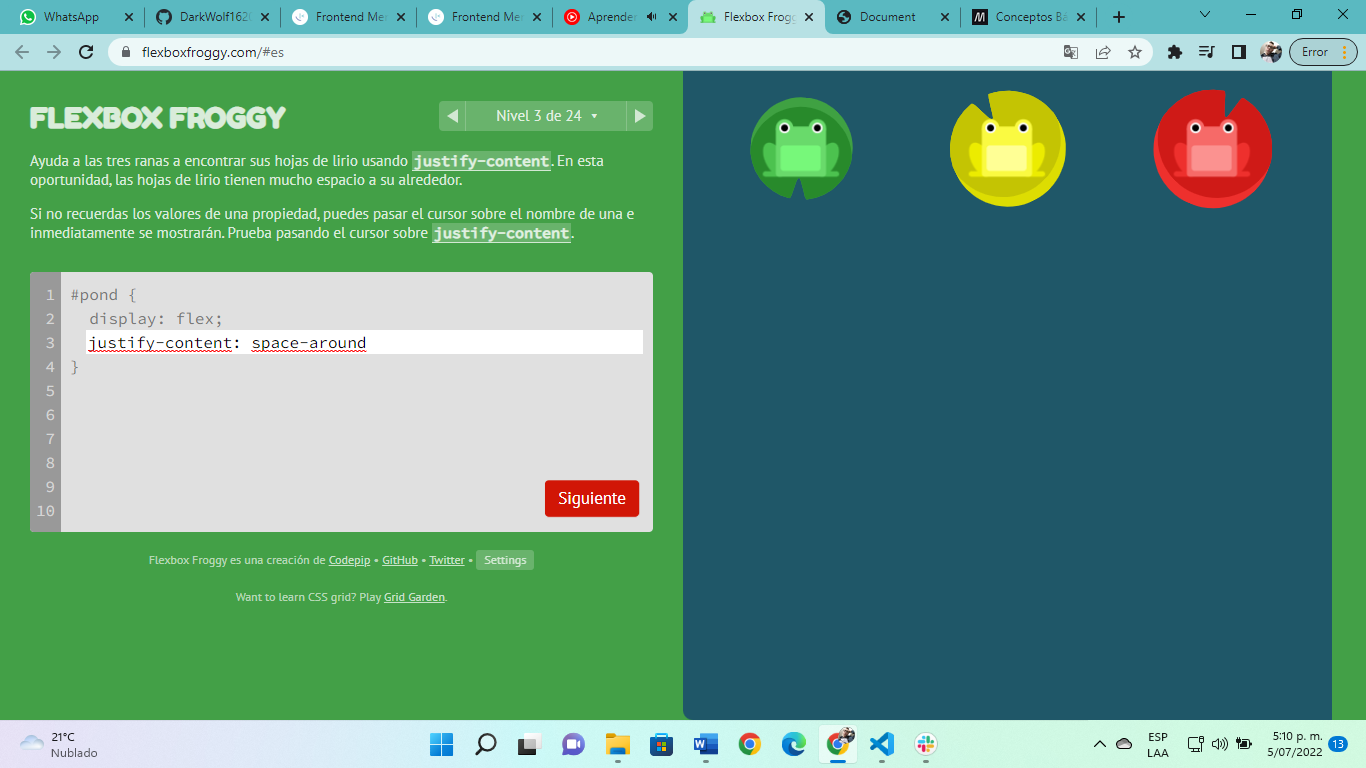 WhatsApp
DarkWolf162
Frontend Me
Frontend Me
Aprender
Flexbox Frogg
Document
Conceptos Bá
flexboxfroggy.com/#es
Error
FLEXBOX FROGGY
Nivel 3 de 24
Ayuda a las tres ranas a encontrar sus hojas de lirio usando justify-content. En esta
oportunidad, las hojas de lirio tienen mucho espacio a su alrededor.
Si no recuerdas los valores de una propiedad, puedes pasar el cursor sobre el nombre de una e
inmediatamente se mostrarán. Prueba pasando el cursor sobre justify-content.
1 #pond {
2 display: flex;
3 justify-content: space-around
4 }
5
6
7
8
9
10
Siguiente
Flexbox Froggy es una creación de Codepip • GitHub • Twitter • Settings
Want to learn CSS grid? Play Grid Garden.
21°C
Nublado
ESP
LAA
5:10 p. m.
5/07/2022
13